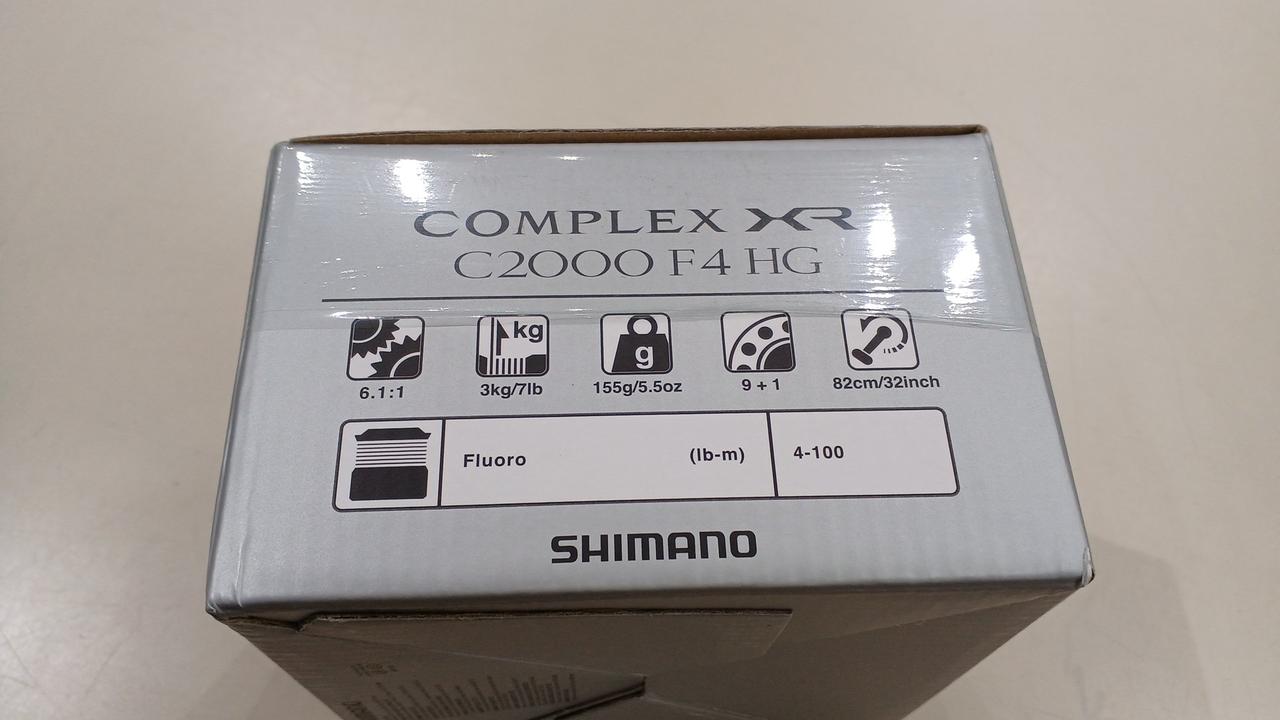 COMPLEX XR
C2000 F4 HG
kg
g
6.1:1
3kg/7lb
155g/5.5oz
9 + 1
82cm/32inch
Fluoro (lb-m) 4-100
SHIMANO